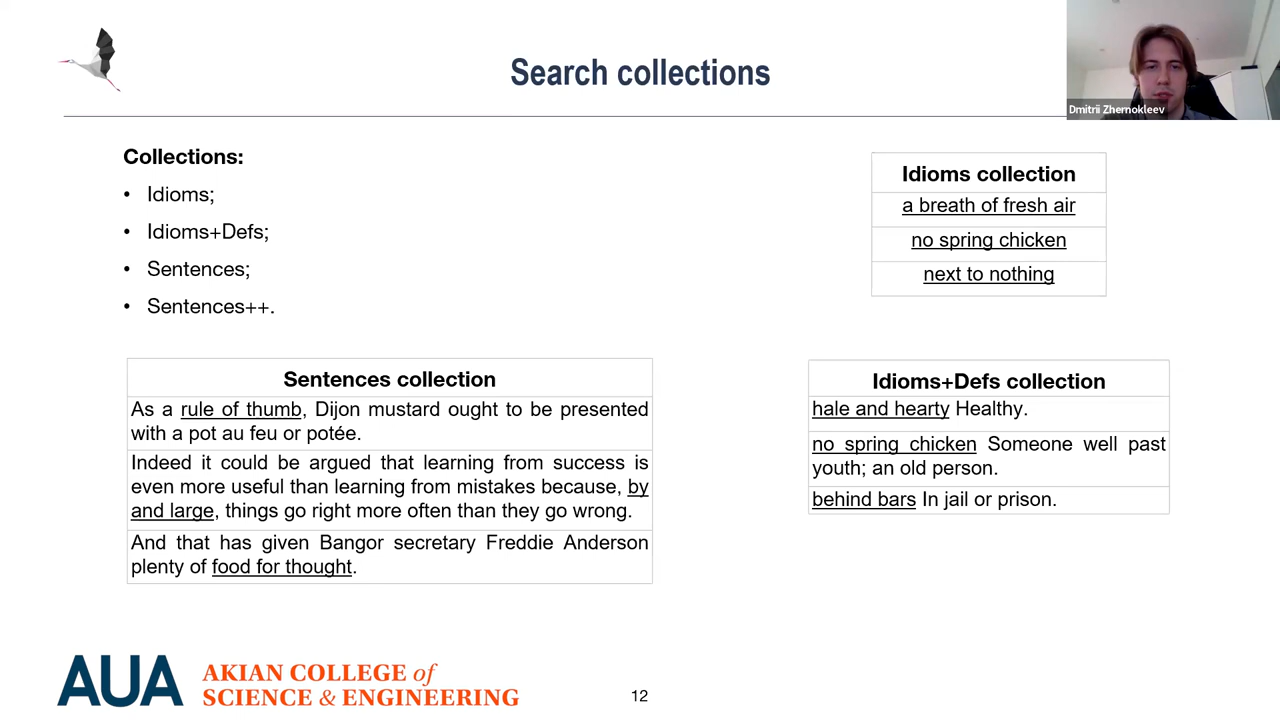 Search collections
Dmitrii Zhernokleev
Collections:
• Idioms;
• Idioms+Defs;
• Sentences;
• Sentences++.
Idioms collection
a breath of fresh air
no spring chicken
next to nothing
Sentences collection
As a rule of thumb, Dijon mustard ought to be presented
with a pot au feu or potée.
Indeed it could be argued that learning from success is
even more useful than learning from mistakes because, by
and large, things go right more often than they go wrong.
And that has given Bangor secretary Freddie Anderson
plenty of food for thought.
Idioms+Defs collection
hale and hearty Healthy.
no spring chicken Someone well past
youth; an old person.
behind bars In jail or prison.
AUA AKIAN COLLEGE of
SCIENCE & ENGINEERING
12